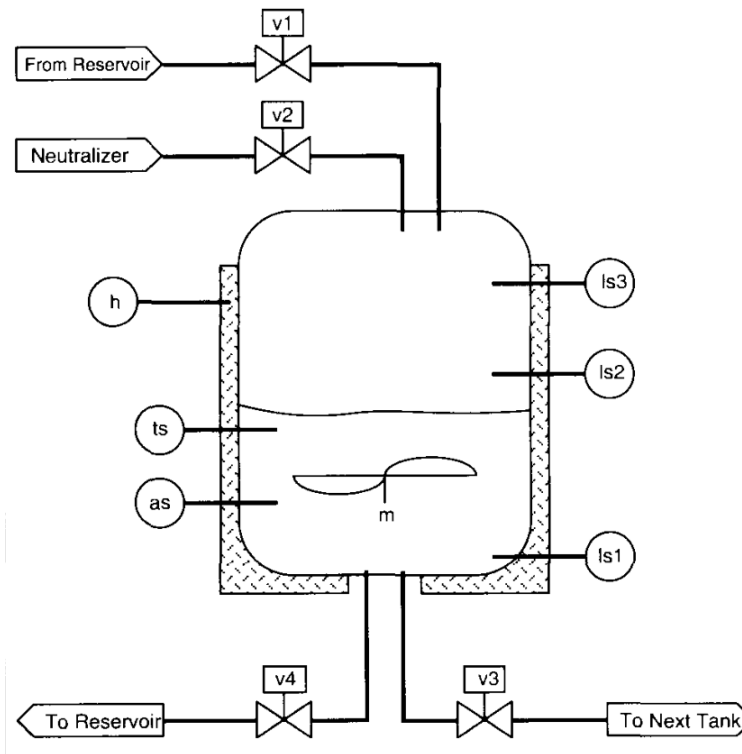 v1
From Reservoir
v2
Neutralizer
h
ls3
ls2
ts
as
m
ls1
v4
v3
To Reservoir
To Next Tank